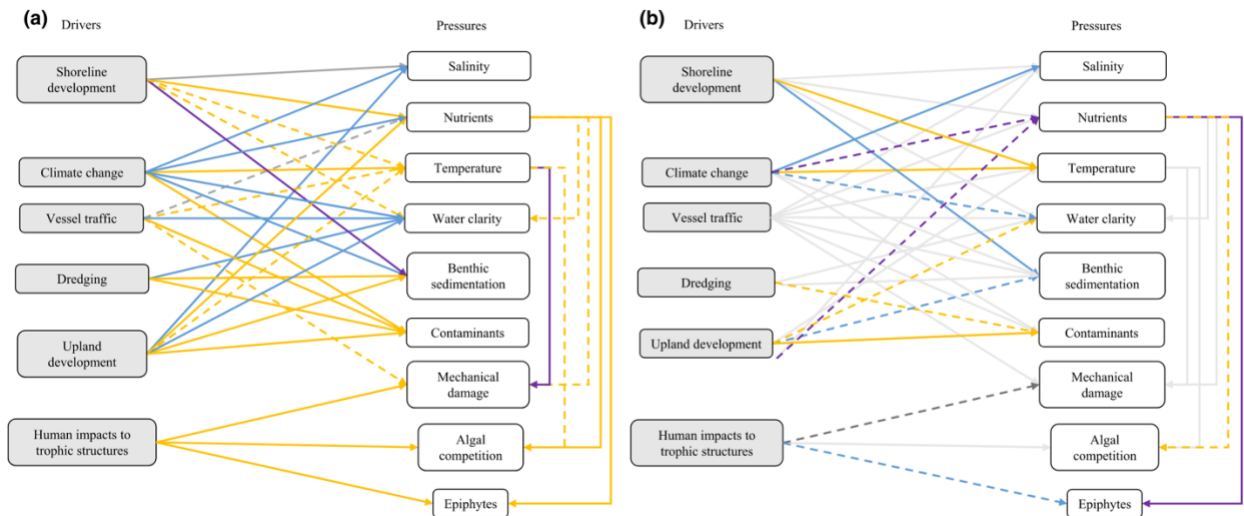 (a)
Drivers
Pressures
Shoreline
development
Climate change
Vessel traffic
Dredging
Upland
development
Human impacts to
trophic structures
Salinity
Nutrients
Temperature
Water clarity
Benthic
sedimentation
Contaminants
Mechanical
damage
Algal
competition
Epiphytes
(b)
Drivers
Pressures
Shoreline
development
Climate change
Vessel traffic
Dredging
Upland development
Human impacts to
trophic structures
Salinity
Nutrients
Temperature
Water clarity
Benthic
sedimentation
Contaminants
Mechanical
damage
Algal
competition
Epiphytes